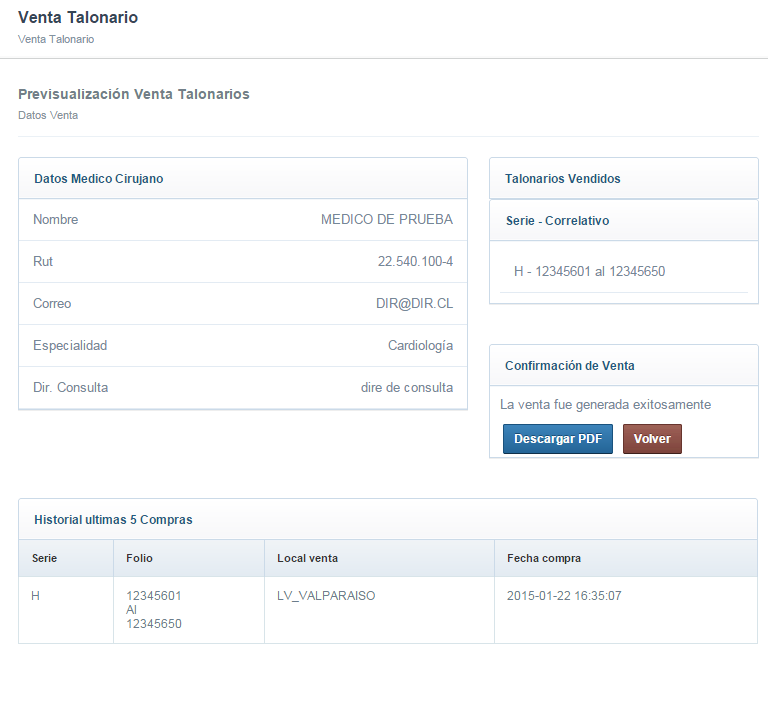 Venta Talonario
Venta Talonario
Previsualización Venta Talonarios
Datos Venta
Datos Medico Cirujano
Nombre MEDICO DE PRUEBA
Rut 22.540.100-4
Correo DIR@DIR.CL
Especialidad Cardiología
Dir. Consulta dire de consulta
Talonarios Vendidos
Serie - Correlativo
H - 12345601 al 12345650
Confirmación de Venta
La venta fue generada exitosamente
Descargar PDF Volver
Historial ultimas 5 Compras
Serie Folio Local venta Fecha compra
H 12345601 LV_VALPARAISO 2015-01-22 16:35:07
Al
12345650